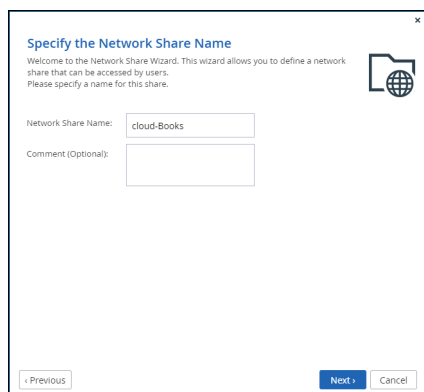 ×
Specify the Network Share Name
Welcome to the Network Share Wizard. This wizard allows you to define a network
share that can be accessed by users.
Please specify a name for this share.
Network Share Name:
cloud-Books
Comment (Optional):
‹ Previous
Next ›
Cancel